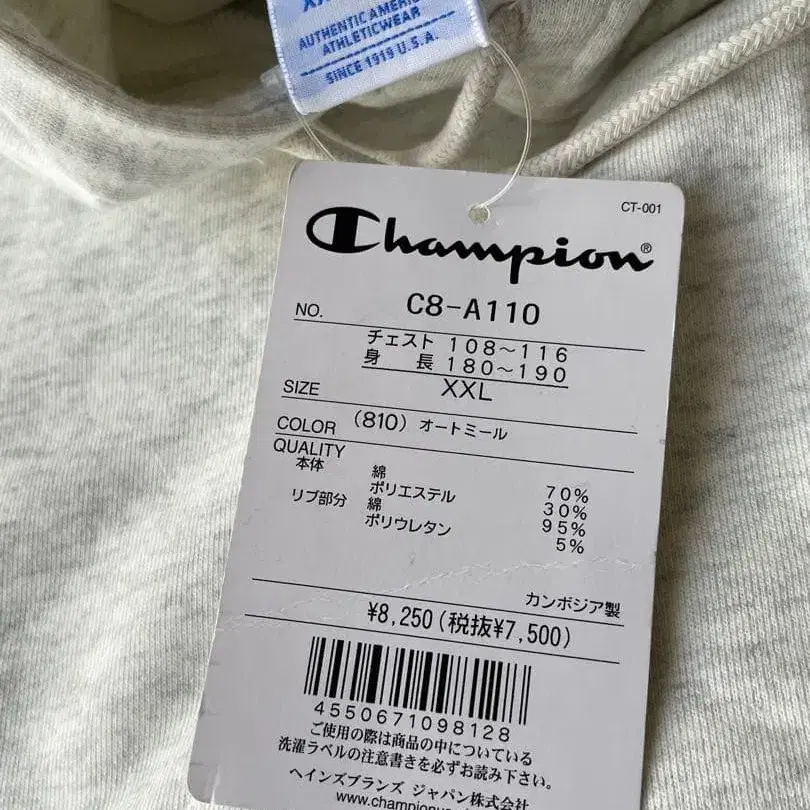 AUTHENTIC AMERI
ATHLETICWEAR
SINCE 1919 U.S.A.
CT-001
Champion®
NO. C8-A110
チェスト 108～116
身 長 180～190
SIZE XXL
COLOR (810) オートミール
QUALITY
本体 綿 70%
ポリエステル 30%
リブ部分 綿 95%
ポリウレタン 5%
カンボジア製
¥8,250(税抜¥7,500)
4550671098128
ご使用の際は商品の中についている
洗濯ラベルの注意書きを必ずお読み下さい。
ヘインズブランズ ジャパン株式会社
www.champion